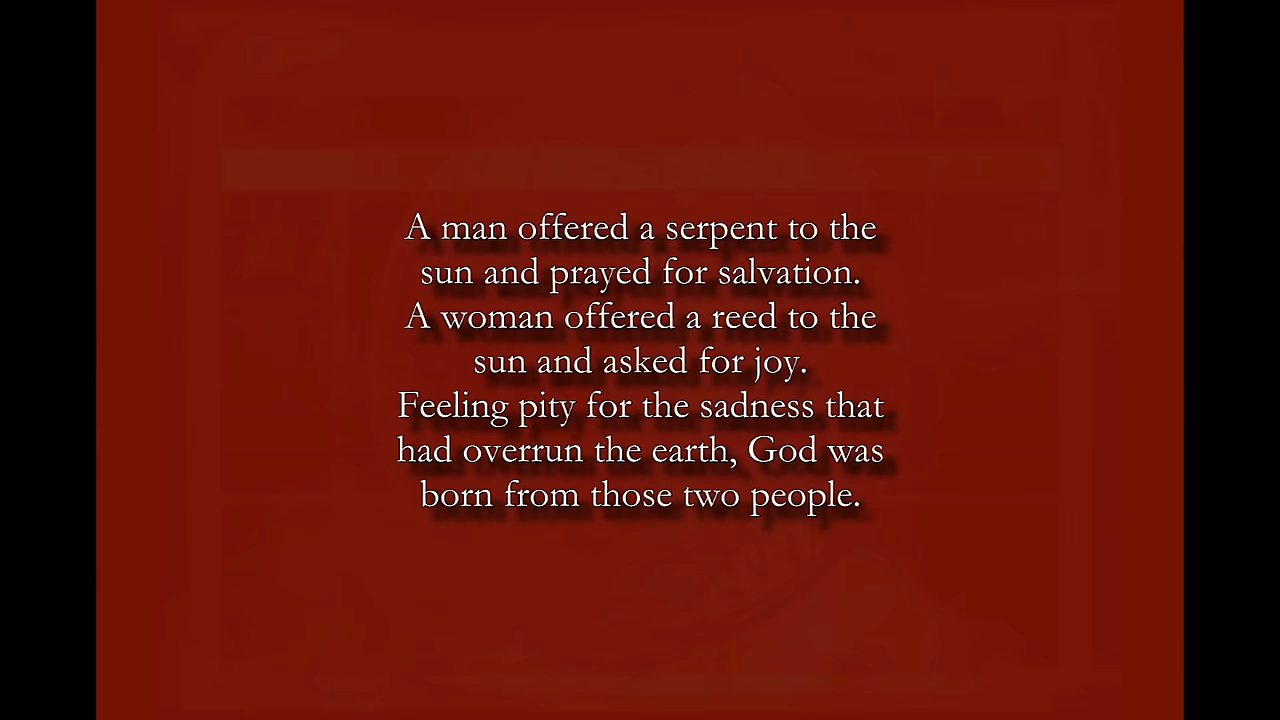 A man offered a serpent to the
sun and prayed for salvation.
A woman offered a reed to the
sun and asked for joy.
Feeling pity for the sadness that
had overrun the earth, God was
born from those two people.